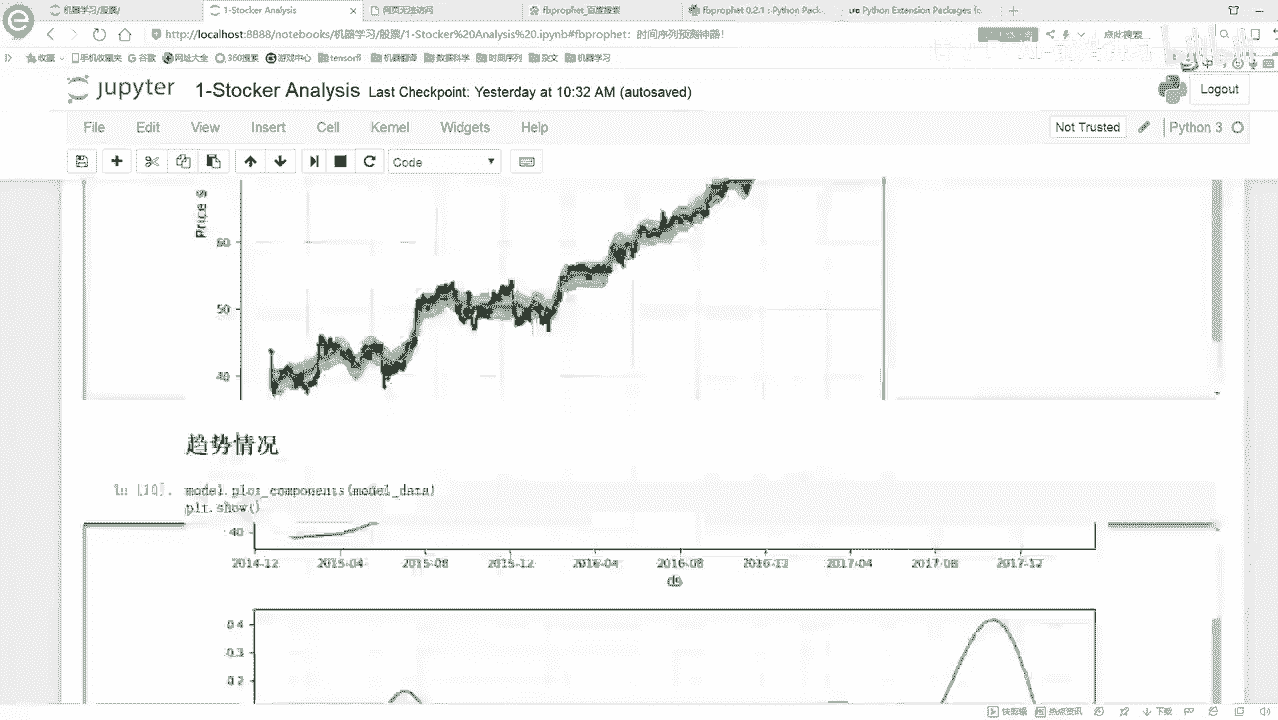 机器学习/股票/
1-Stocker Analysis
网页无法访问
fbprophet_百度搜索
fbprophet 0.2.1 : Python Pack
Python Extension Packages fo
机器学习/股票/1-Stocker%20Analysis%20.ipynb#fbprophet：时间序列预测神器！
点此搜索
收藏
手机收藏夹
谷歌
网址大全
360搜索
游戏中心
tensorfl
机器翻译
数据科学
时间序列
杂文
机器学习
jupyter
1-Stocker Analysis
Last Checkpoint: Yesterday at 10:32 AM (autosaved)
Logout
File
Edit
View
Insert
Cell
Kernel
Widgets
Help
Not Trusted
Python 3
Code
Price $
60
50
40
趋势情况
In [10]:
model.plot_components(model_data)
plt.show()
40
2014-12
2015-04
2015-08
2015-12
2016-04
2016-08
2016-12
2017-04
2017-08
2017-12
ds
0.4
0.3
0.2
快剪辑
热点资讯
下载